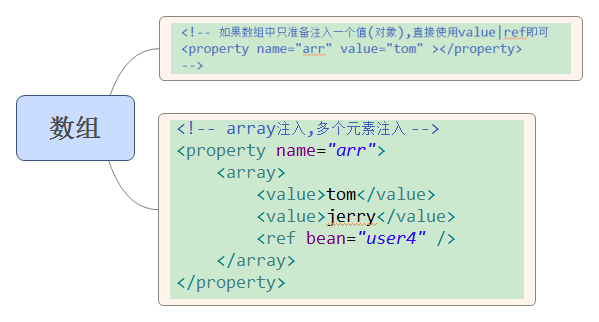 数组
<!-- 如果数组中只准备注入一个值(对象),直接使用value|ref即可
<property name="arr" value="tom" ></property>
-->
<!-- array注入,多个元素注入 -->
<property name="arr">
<array>
<value>tom</value>
<value>jerry</value>
<ref bean="user4" />
</array>
</property>